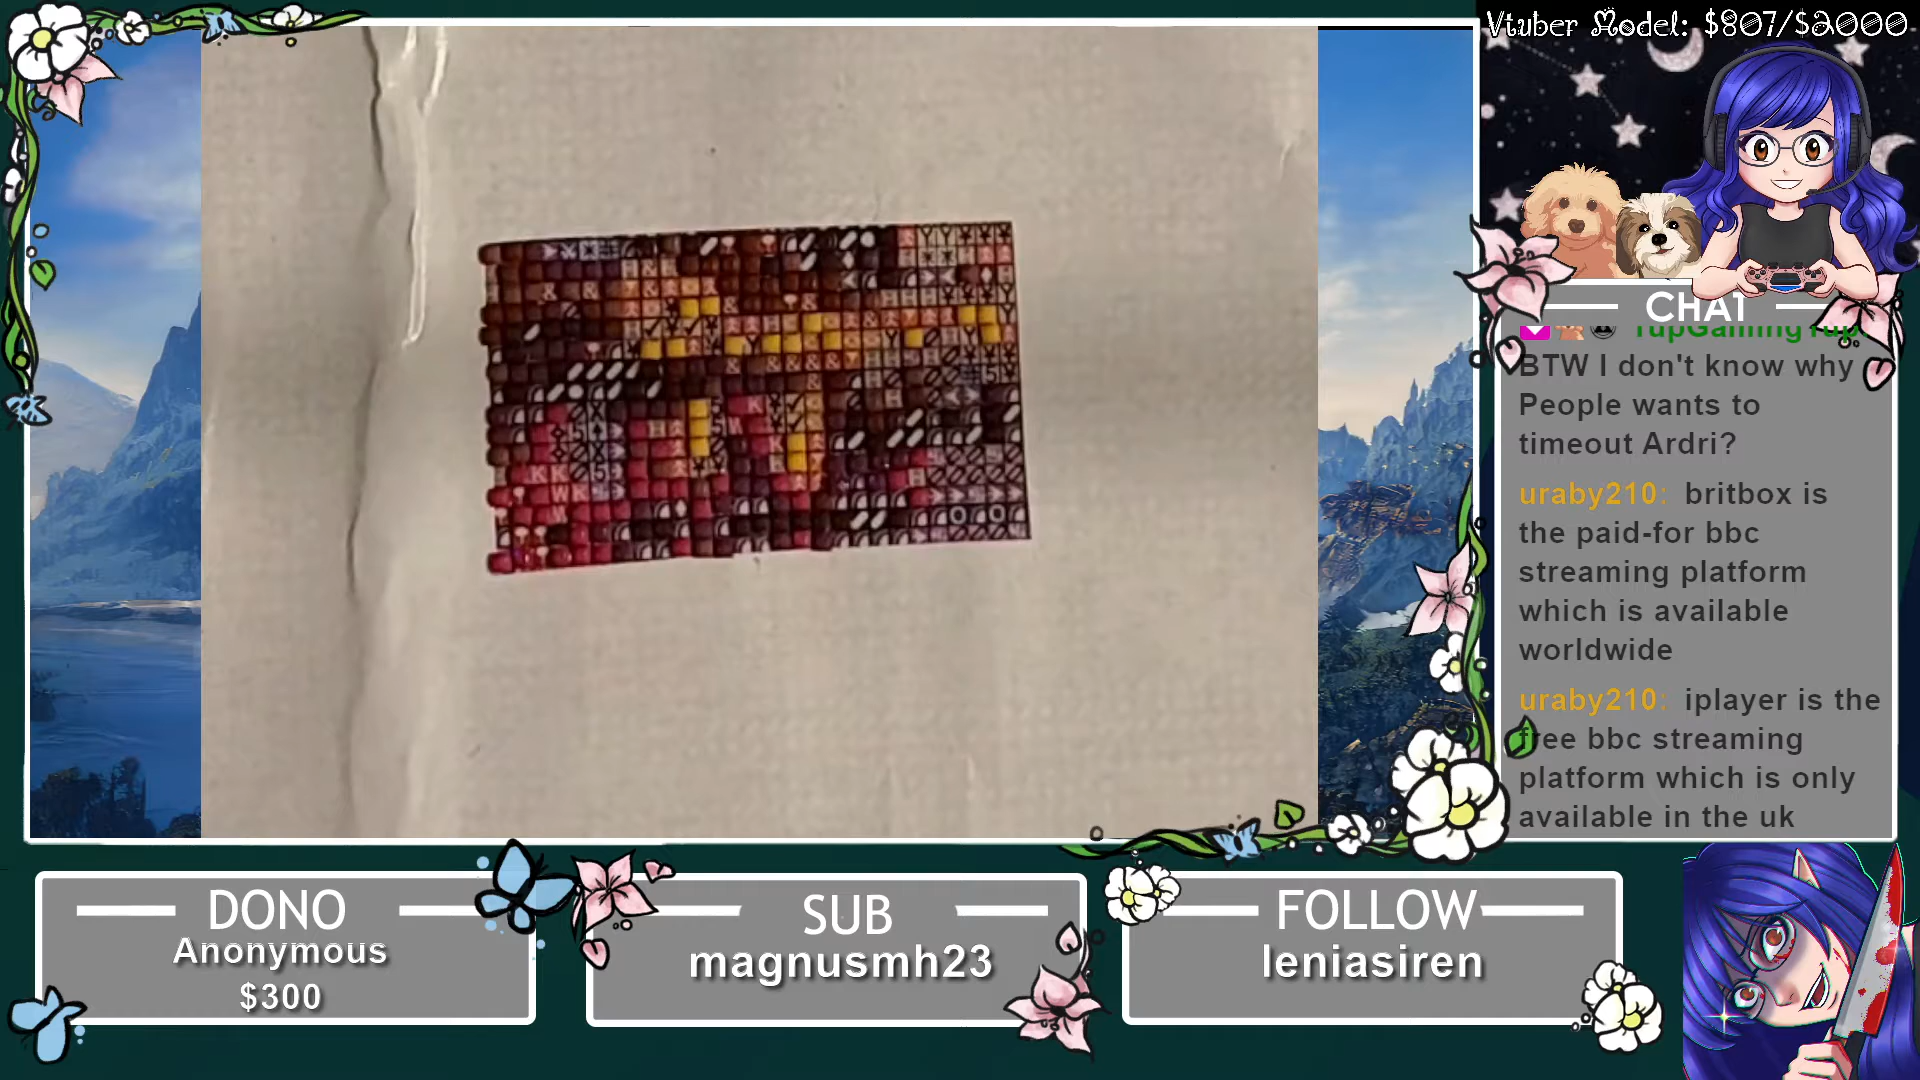 Vtuber Model: $807/$2000
CHAT
YupGamingYup
BTW I don't know why
People wants to
timeout Ardri?
uraby210: britbox is
the paid-for bbc
streaming platform
which is available
worldwide
uraby210: iplayer is the
free bbc streaming
platform which is only
available in the uk
DONO
Anonymous
$300
SUB
magnusmh23
FOLLOW
leniasiren